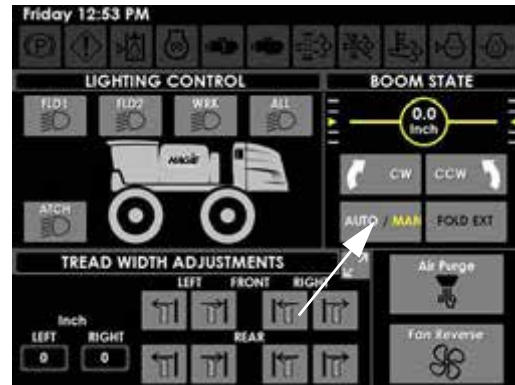 Friday 12:53 PM
LIGHTING CONTROL
BOOM STATE
FLD1 FLD2 WRK ALL
0.0
Inch
HAGIE
CW CCW
ATCH
AUTO / MAN FOLD EXT
TREAD WIDTH ADJUSTMENTS
LEFT FRONT RIGHT
Air Purge
Inch
LEFT RIGHT
REAR
0 0
Fan Reverse